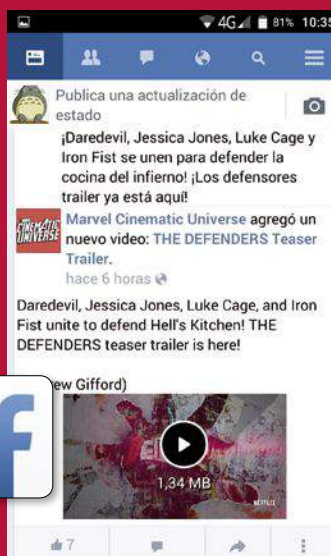 4G 81% 10:35
Publica una actualización de
estado
¡Daredevil, Jessica Jones, Luke Cage y
Iron Fist se unen para defender la
cocina del infierno! ¡Los defensores
trailer ya está aquí!
CINEMATIC
UNIVERSE
Marvel Cinematic Universe agregó un
nuevo video: THE DEFENDERS Teaser
Trailer.
hace 6 horas
Daredevil, Jessica Jones, Luke Cage, and Iron
Fist unite to defend Hell's Kitchen! THE
DEFENDERS teaser trailer is here!
ew Gifford)
f
1,34 MB
NETFLIX
7